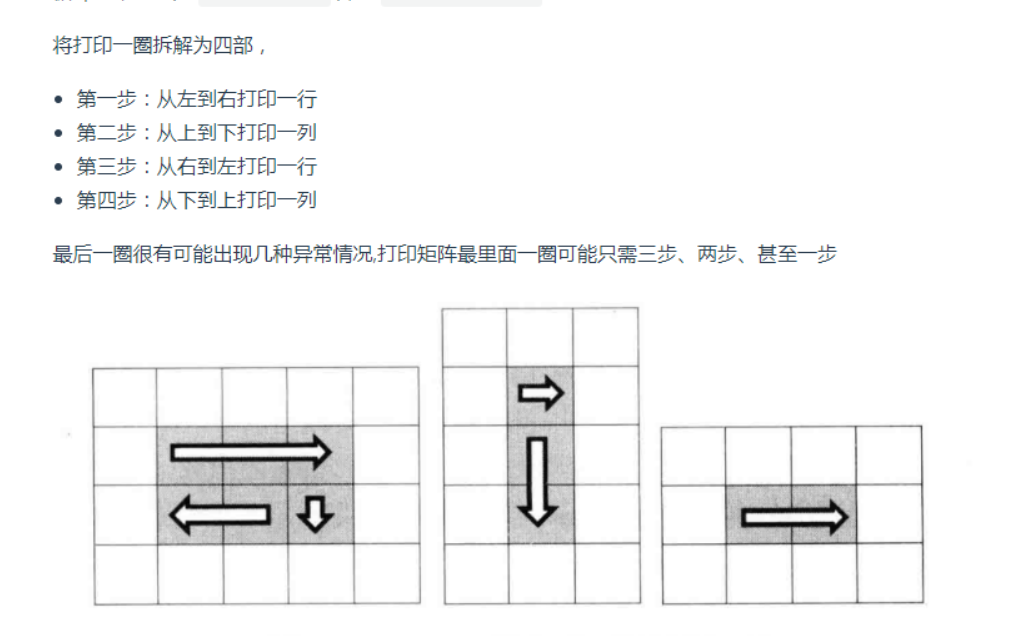 将打印一圈拆解为四部，
第一步：从左到右打印一行
第二步：从上到下打印一列
第三步：从右到左打印一行
第四步：从下到上打印一列
最后一圈很有可能出现几种异常情况,打印矩阵最里面一圈可能只需三步、两步、甚至一步